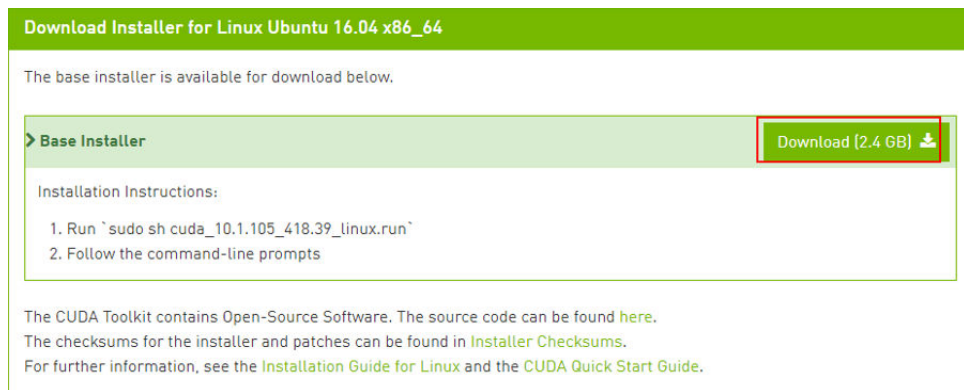 Download Installer for Linux Ubuntu 16.04 x86_64
The base installer is available for download below.
Base Installer
Download (2.4 GB)
Installation Instructions:
1. Run `sudo sh cuda_10.1.105_418.39_linux.run`
2. Follow the command-line prompts
The CUDA Toolkit contains Open-Source Software. The source code can be found here.
The checksums for the installer and patches can be found in Installer Checksums.
For further information, see the Installation Guide for Linux and the CUDA Quick Start Guide.